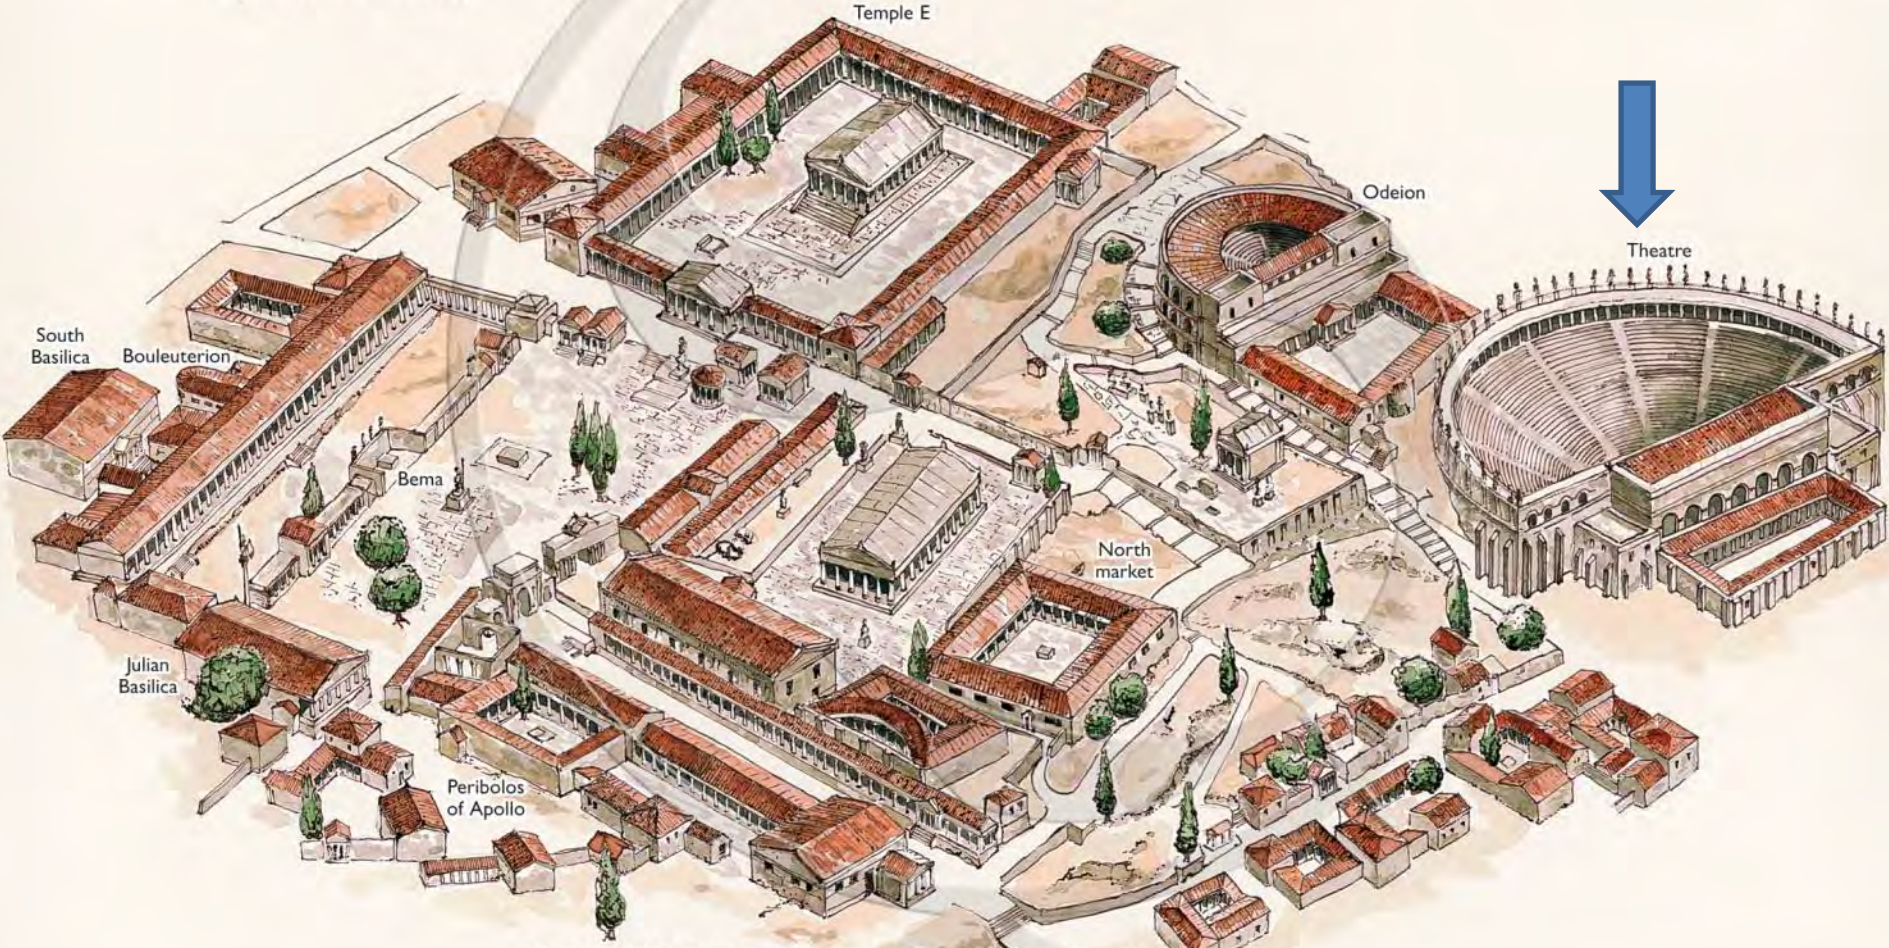 Temple E
Odeion
Theatre
South
Basilica
Bouleuterion
Bema
North
market
Julian
Basilica
Peribolos
of Apollo